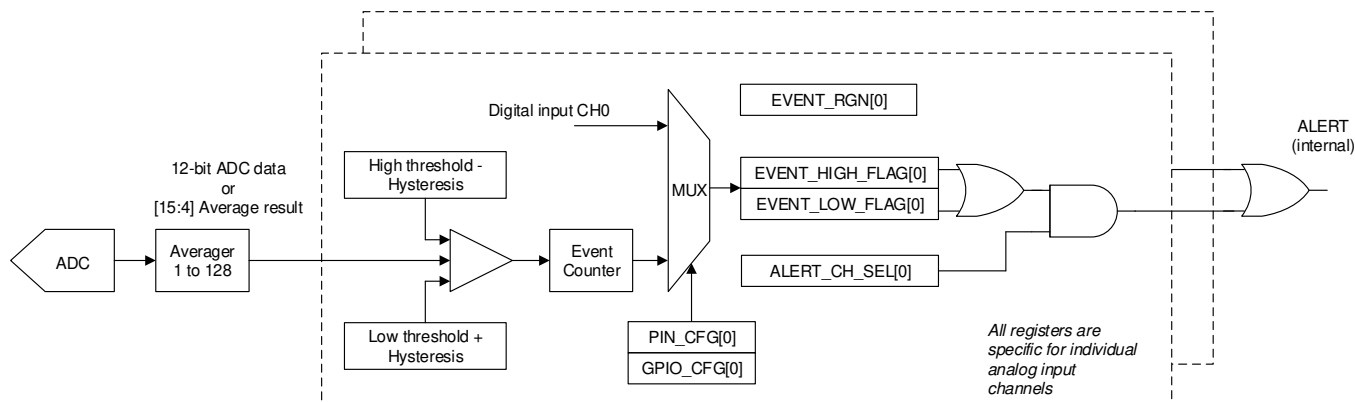 EVENT_RGN[0]
Digital input CH0
ALERT
(internal)
12-bit ADC data
or
[15:4] Average result
High threshold -
Hysteresis
MUX
EVENT_HIGH_FLAG[0]
EVENT_LOW_FLAG[0]
ADC
Averager
1 to 128
Event
Counter
ALERT_CH_SEL[0]
Low threshold +
Hysteresis
PIN_CFG[0]
GPIO_CFG[0]
All registers are
specific for individual
analog input
channels